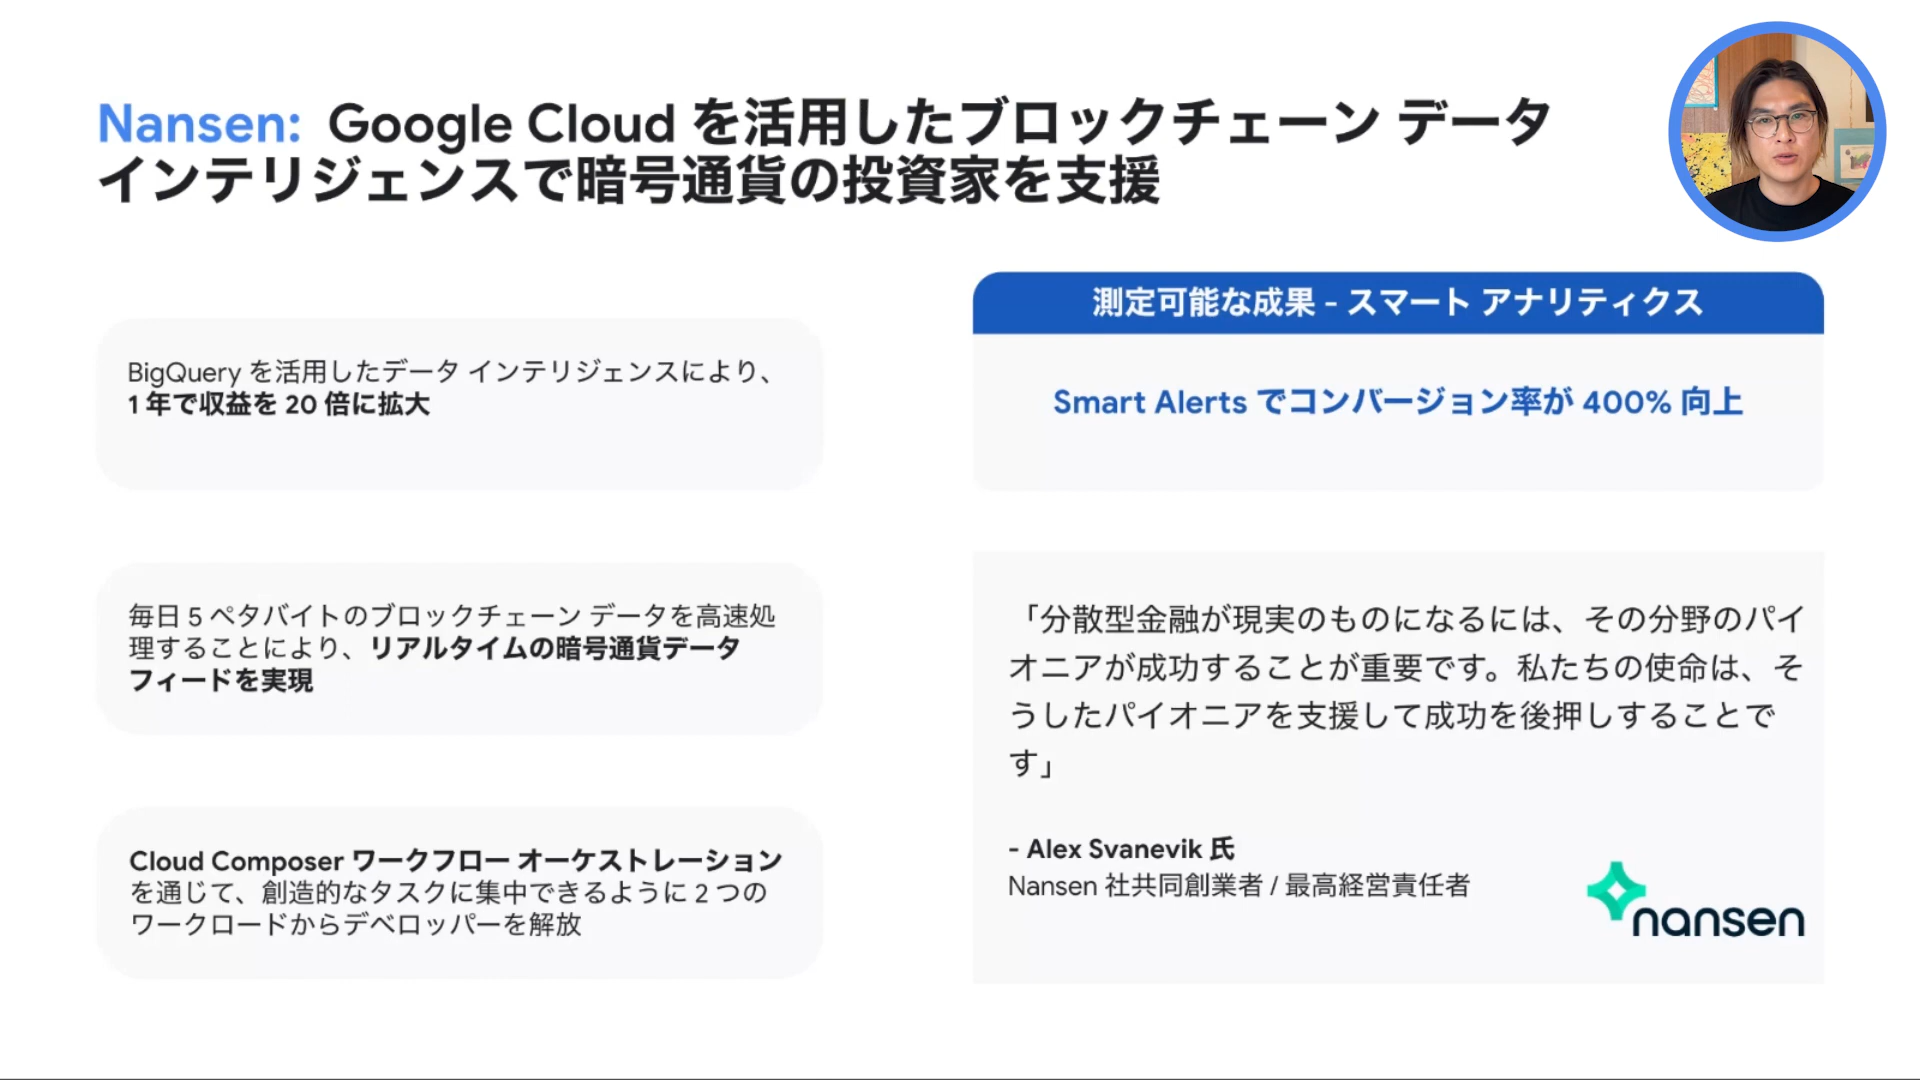 Nansen: Google Cloud を活用したブロックチェーン データ
インテリジェンスで暗号通貨の投資家を支援
BigQuery を活用したデータ インテリジェンスにより、
1 年で収益を 20 倍に拡大
毎日 5 ペタバイトのブロックチェーン データを高速処
理することにより、リアルタイムの暗号通貨データ
フィードを実現
Cloud Composer ワークフロー オーケストレーション
を通じて、創造的なタスクに集中できるように 2 つの
ワークロードからデベロッパーを解放
測定可能な成果 - スマート アナリティクス
Smart Alerts でコンバージョン率が 400% 向上
「分散型金融が現実のものになるには、その分野のパイ
オニアが成功することが重要です。私たちの使命は、そ
うしたパイオニアを支援して成功を後押しすることで
す」
- Alex Svanevik 氏
Nansen 社共同創業者 / 最高経営責任者
nansen